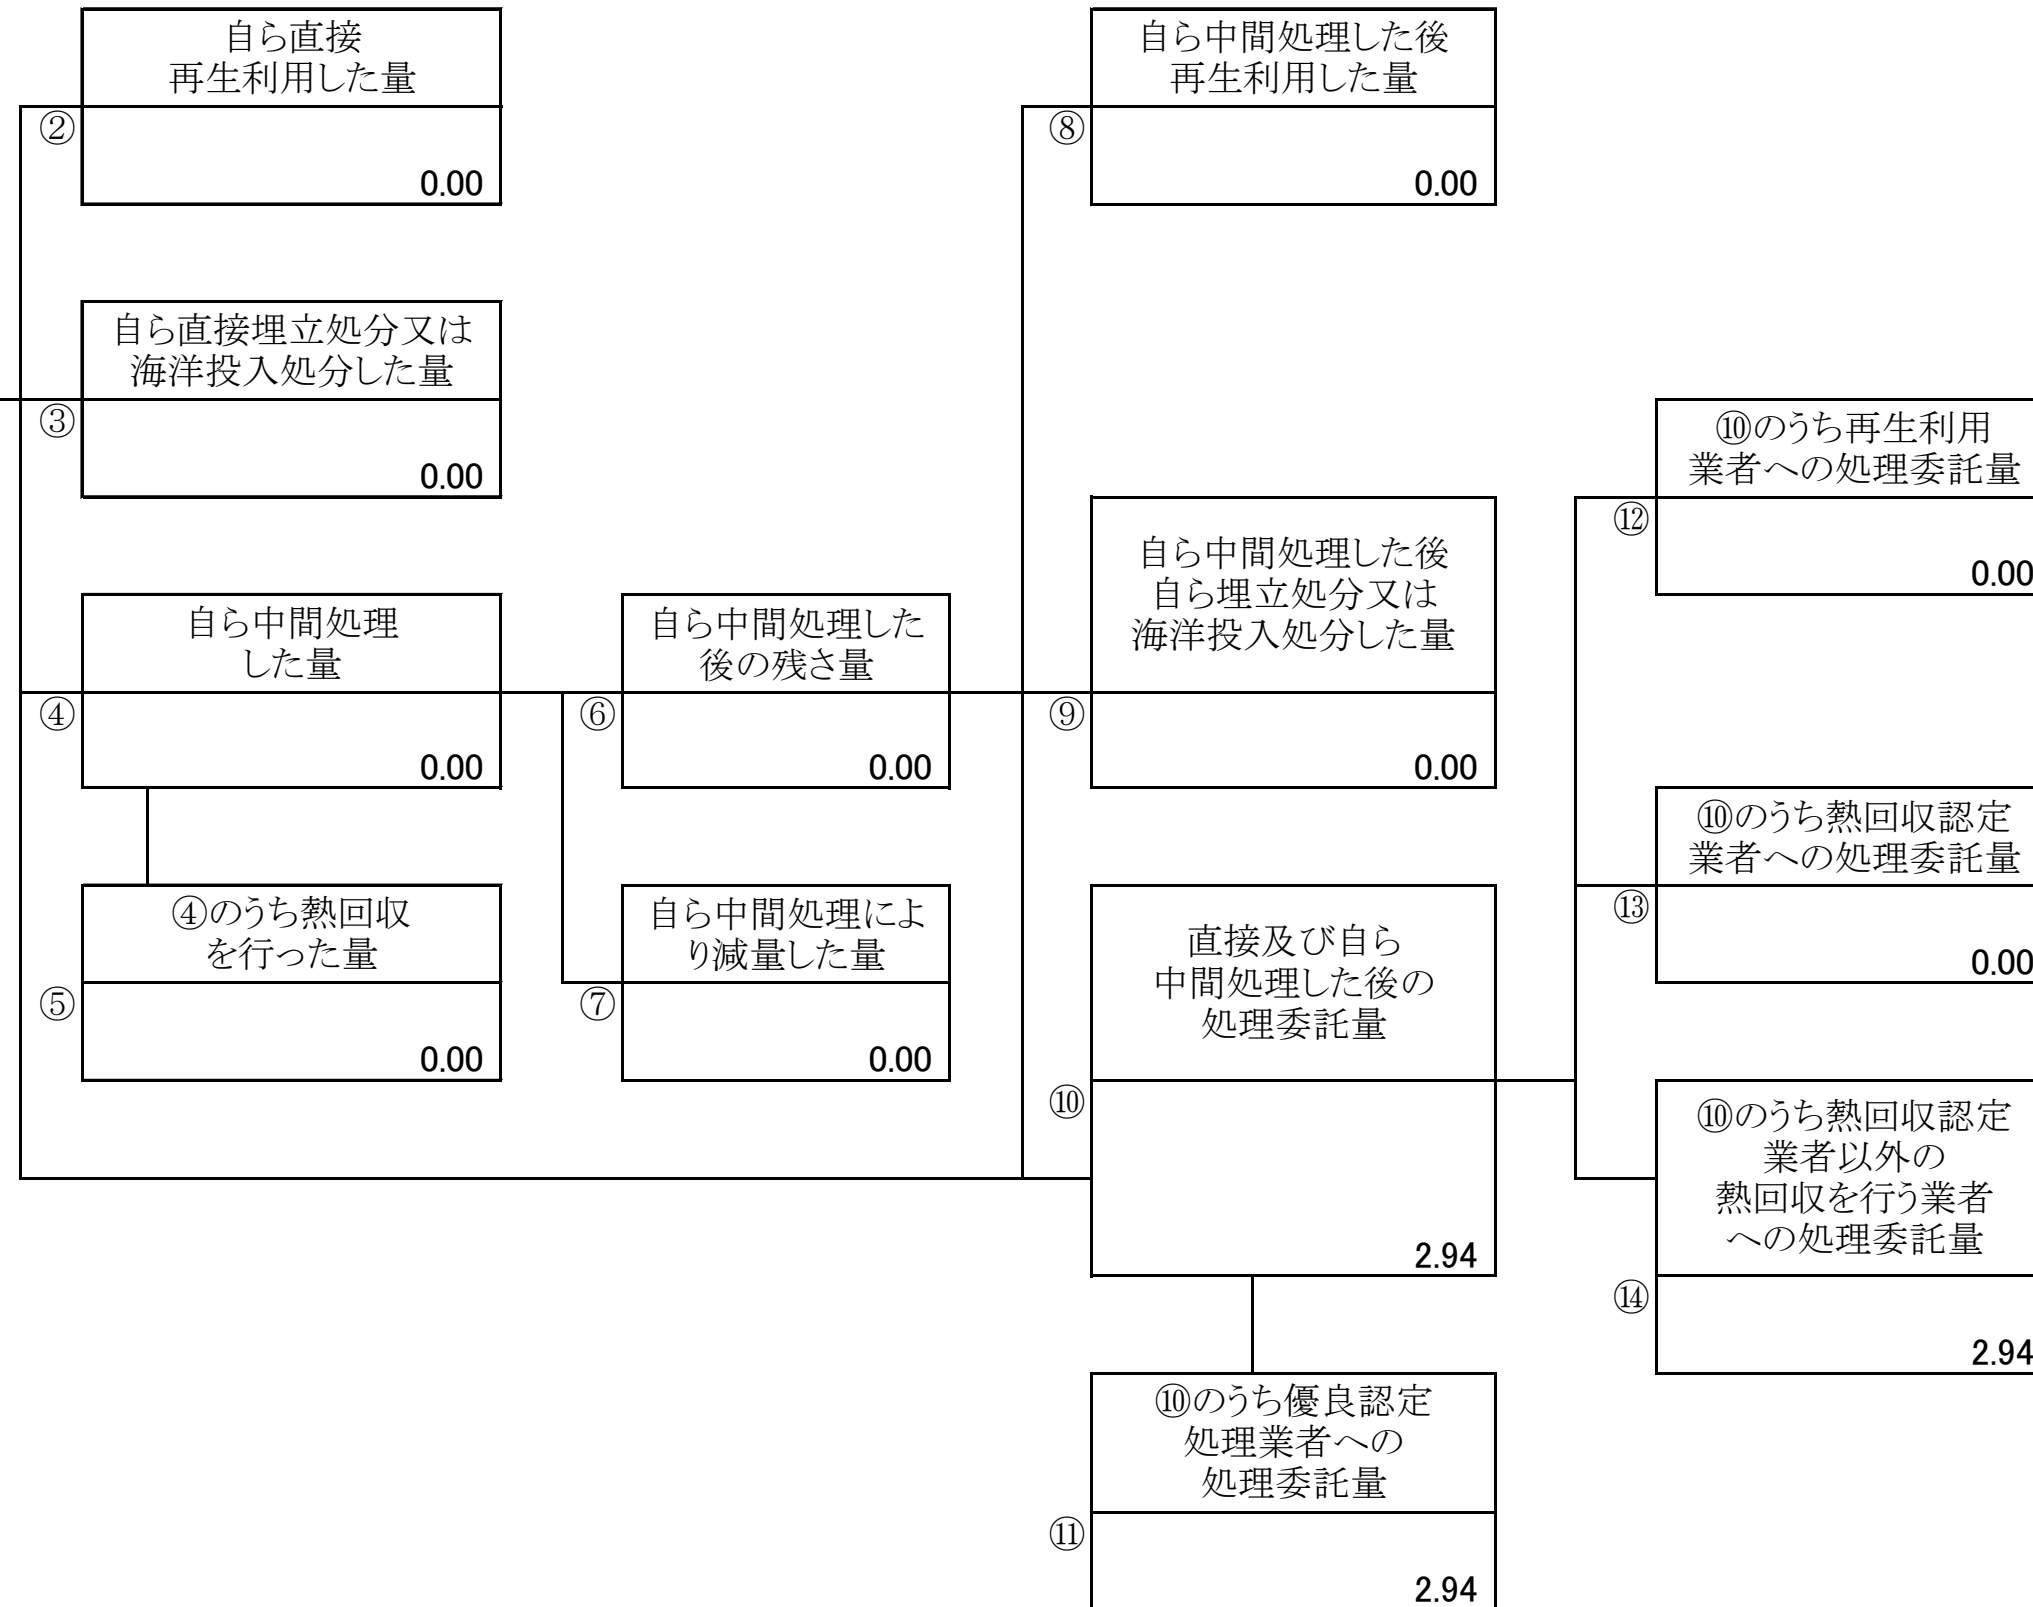 自ら直接
再生利用した量
②
0.00
自ら中間処理した後
再生利用した量
⑧
0.00
自ら直接埋立処分又は
海洋投入処分した量
③
0.00
⑩のうち再生利用
業者への処理委託量
⑫
0.00
自ら中間処理した後
自ら埋立処分又は
海洋投入処分した量
⑨
0.00
自ら中間処理
した量
④
0.00
自ら中間処理した
後の残さ量
⑥
0.00
⑩のうち熱回収認定
業者への処理委託量
⑬
0.00
④のうち熱回収
を行った量
⑤
0.00
自ら中間処理によ
り減量した量
⑦
0.00
直接及び自ら
中間処理した後の
処理委託量
⑩
2.94
⑩のうち熱回収認定
業者以外の
熱回収を行う業者
への処理委託量
⑭
2.94
⑩のうち優良認定
処理業者への
処理委託量
⑪
2.94